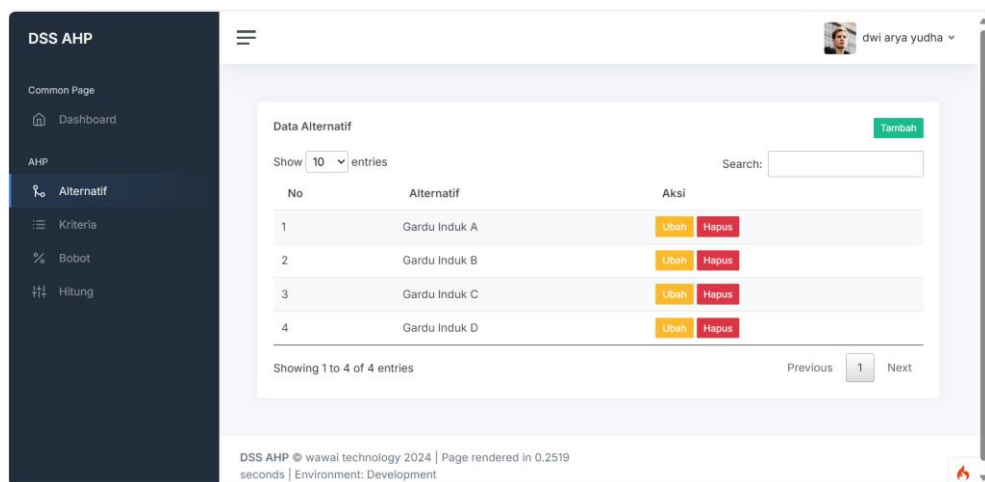 DSS AHP
dwi arya yudha
Common Page
Dashboard
AHP
Alternatif
Kriteria
Bobot
Hitung
Data Alternatif
Tambah
Show 10 entries
Search:
No Alternatif Aksi
1 Gardu Induk A Ubah Hapus
2 Gardu Induk B Ubah Hapus
3 Gardu Induk C Ubah Hapus
4 Gardu Induk D Ubah Hapus
Showing 1 to 4 of 4 entries
Previous 1 Next
DSS AHP © wawai technology 2024 | Page rendered in 0.2519
seconds | Environment: Development